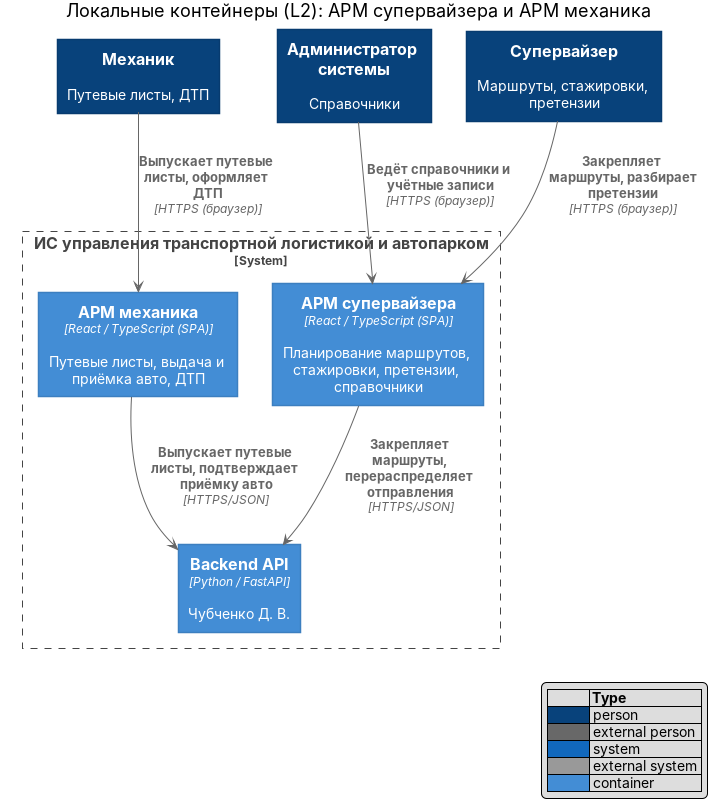 Локальные контейнеры (L2): АРМ супервайзера и АРМ механика
Механик
Путевые листы, ДТП
Администратор
системы
Справочники
Супервайзер
Маршруты, стажировки,
претензии
Выпускает путевые
листы, оформляет
ДТП
[HTTPS (браузер)]
Ведёт справочники и
учётные записи
[HTTPS (браузер)]
Закрепляет
маршруты, разбирает
претензии
[HTTPS (браузер)]
ИС управления транспортной логистикой и автопарком
[System]
АРМ механика
[React / TypeScript (SPA)]
Путевые листы, выдача и
приёмка авто, ДТП
АРМ супервайзера
[React / TypeScript (SPA)]
Планирование маршрутов,
стажировки, претензии,
справочники
Выпускает путевые
листы, подтверждает
приёмку авто
[HTTPS/JSON]
Закрепляет
маршруты,
перераспределяет
отправления
[HTTPS/JSON]
Backend API
[Python / FastAPI]
Чубченко Д. В.
Type
person
external person
system
external system
container